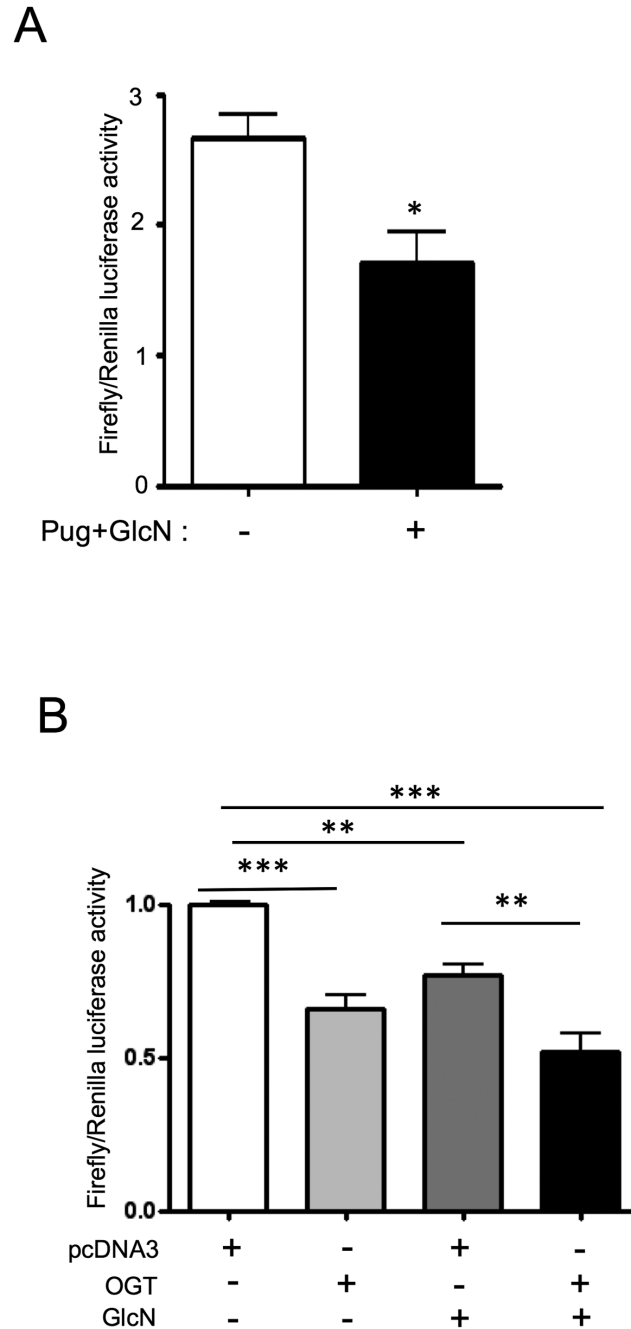 A
Firefly/Renilla luciferase activity
3
2
1
0
*
Pug+GlcN : - +
B
Firefly/Renilla luciferase activity
***
**
***
**
1.0
0.5
0.0
pcDNA3 + - + -
OGT - + - +
GlcN - - + +